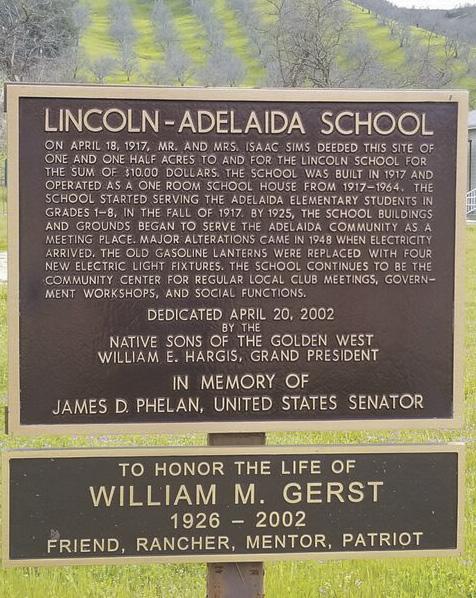 LINCOLN-ADELAIDA SCHOOL
ON APRIL 18, 1917, MR. AND MRS. ISAAC SIMS DEEDED THIS SITE OF
ONE AND ONE HALF ACRES TO AND FOR THE LINCOLN SCHOOL FOR
THE SUM OF $10.00 DOLLARS. THE SCHOOL WAS BUILT IN 1917 AND
OPERATED AS A ONE ROOM SCHOOL HOUSE FROM 1917-1964. THE
SCHOOL STARTED SERVING THE ADELAIDA ELEMENTARY STUDENTS IN
GRADES 1-8, IN THE FALL OF 1917. BY 1925, THE SCHOOL BUILDINGS
AND GROUNDS BEGAN TO SERVE THE ADELAIDA COMMUNITY AS A
MEETING PLACE. MAJOR ALTERATIONS CAME IN 1948 WHEN ELECTRICITY
ARRIVED. THE OLD GASOLINE LANTERNS WERE REPLACED WITH FOUR
NEW ELECTRIC LIGHT FIXTURES. THE SCHOOL CONTINUES TO BE THE
COMMUNITY CENTER FOR REGULAR LOCAL CLUB MEETINGS, GOVERN-
MENT WORKSHOPS, AND SOCIAL FUNCTIONS.
DEDICATED APRIL 20, 2002
BY THE
NATIVE SONS OF THE GOLDEN WEST
WILLIAM E. HARGIS, GRAND PRESIDENT
IN MEMORY OF
JAMES D. PHELAN, UNITED STATES SENATOR
TO HONOR THE LIFE OF
WILLIAM M. GERST
1926 - 2002
FRIEND, RANCHER, MENTOR, PATRIOT